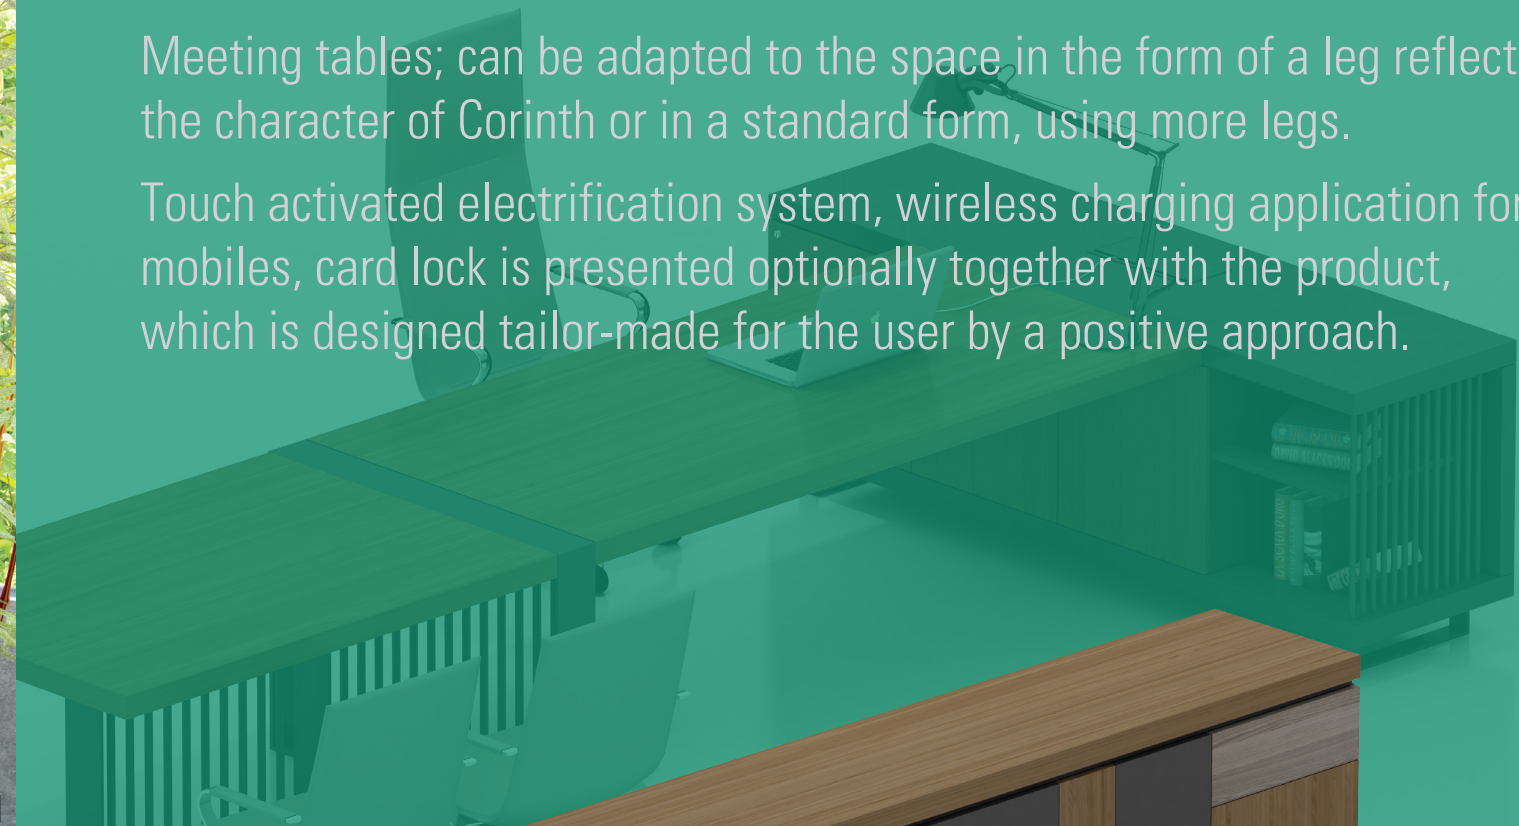 Meeting tables; can be adapted to the space in the form of a leg reflect
the character of Corinth or in a standard form, using more legs.
Touch activated electrification system, wireless charging application for
mobiles, card lock is presented optionally together with the product,
which is designed tailor-made for the user by a positive approach.